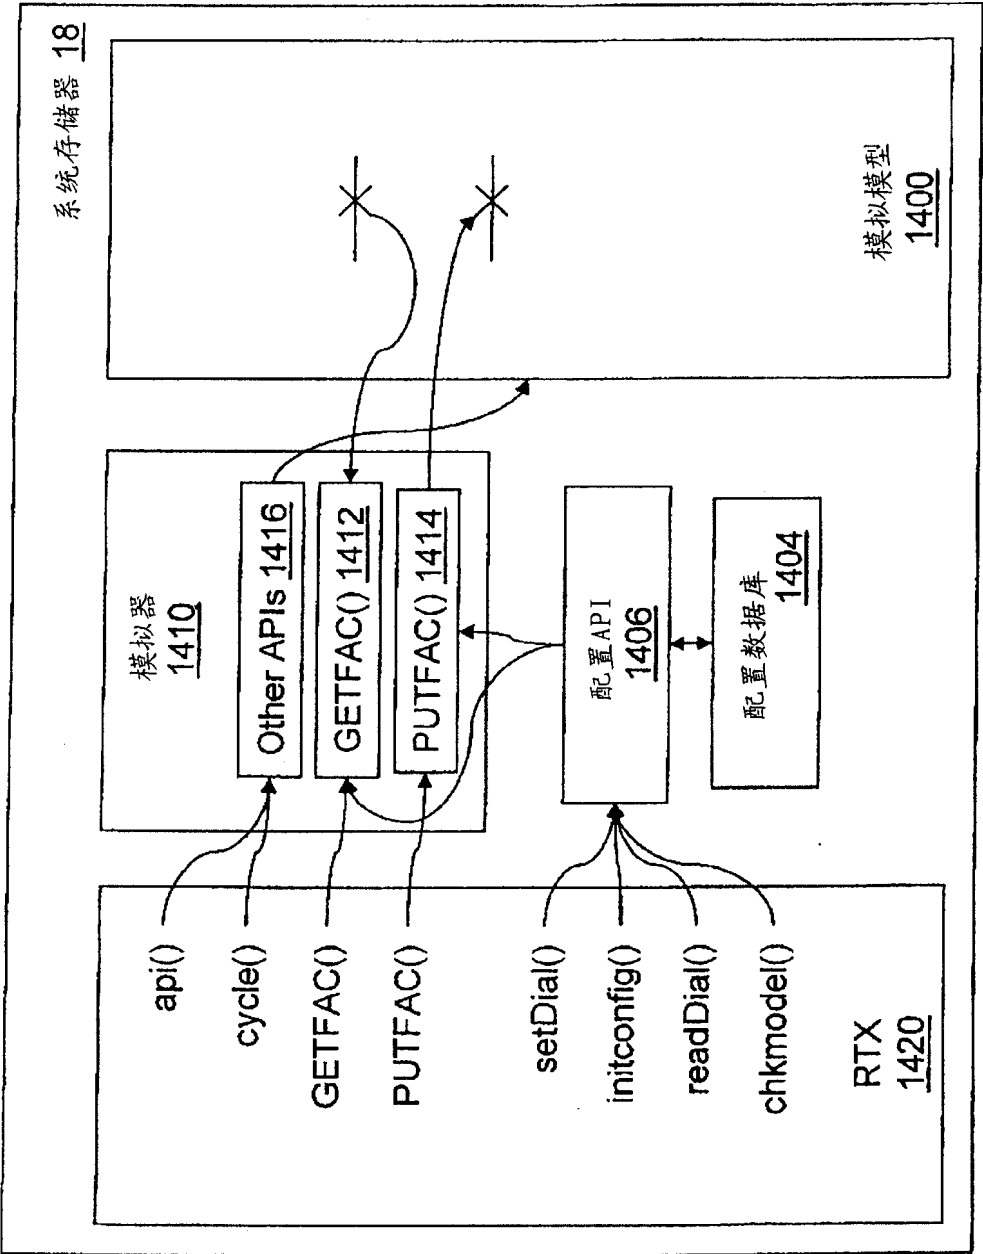 系统存储器 18
模拟器
1410
Other APIs 1416
GETFAC() 1412
PUTFAC() 1414
模拟模型
1400
配置API
1406
配置数据库
1404
api()
cycle()
GETFAC()
PUTFAC()
setDial()
initconfig()
readDial()
chkmodel()
RTX
1420